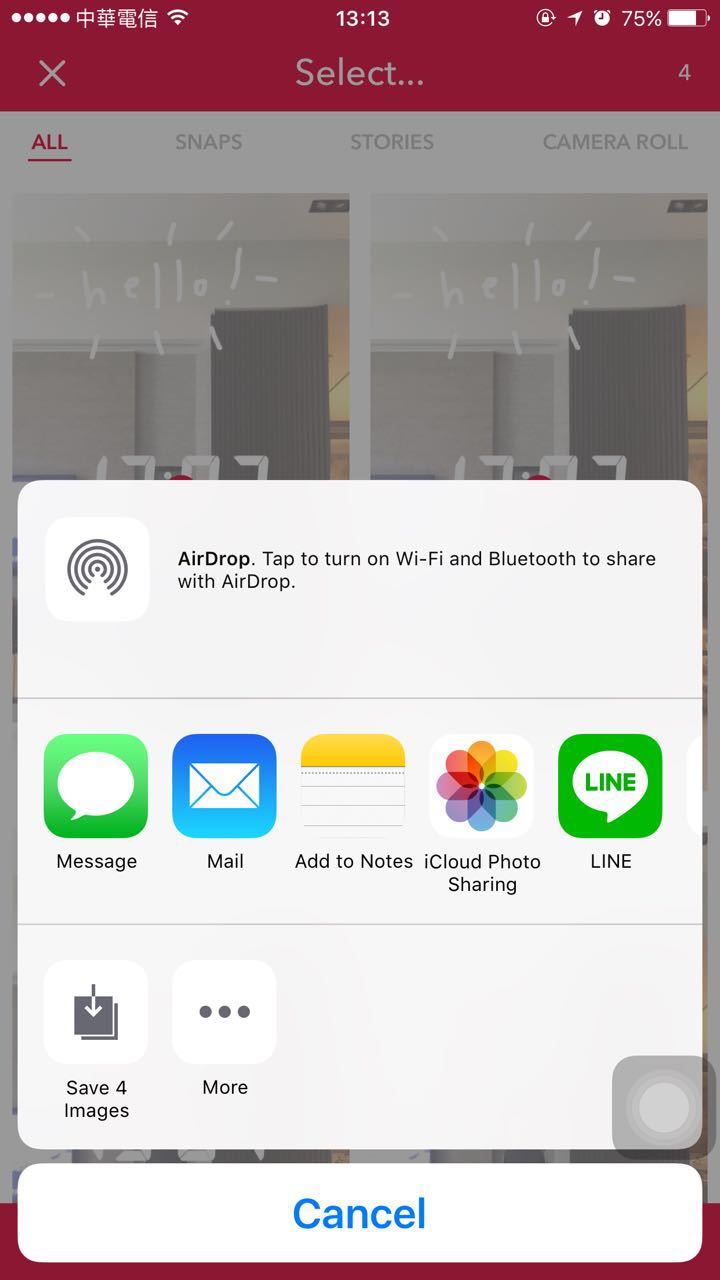 中華電信
13:13
75%
Select...
4
ALL
SNAPS
STORIES
CAMERA ROLL
hello!
hello!
AirDrop. Tap to turn on Wi-Fi and Bluetooth to share
with AirDrop.
LINE
Message
Mail
Add to Notes
iCloud Photo
Sharing
LINE
Save 4
Images
More
Cancel